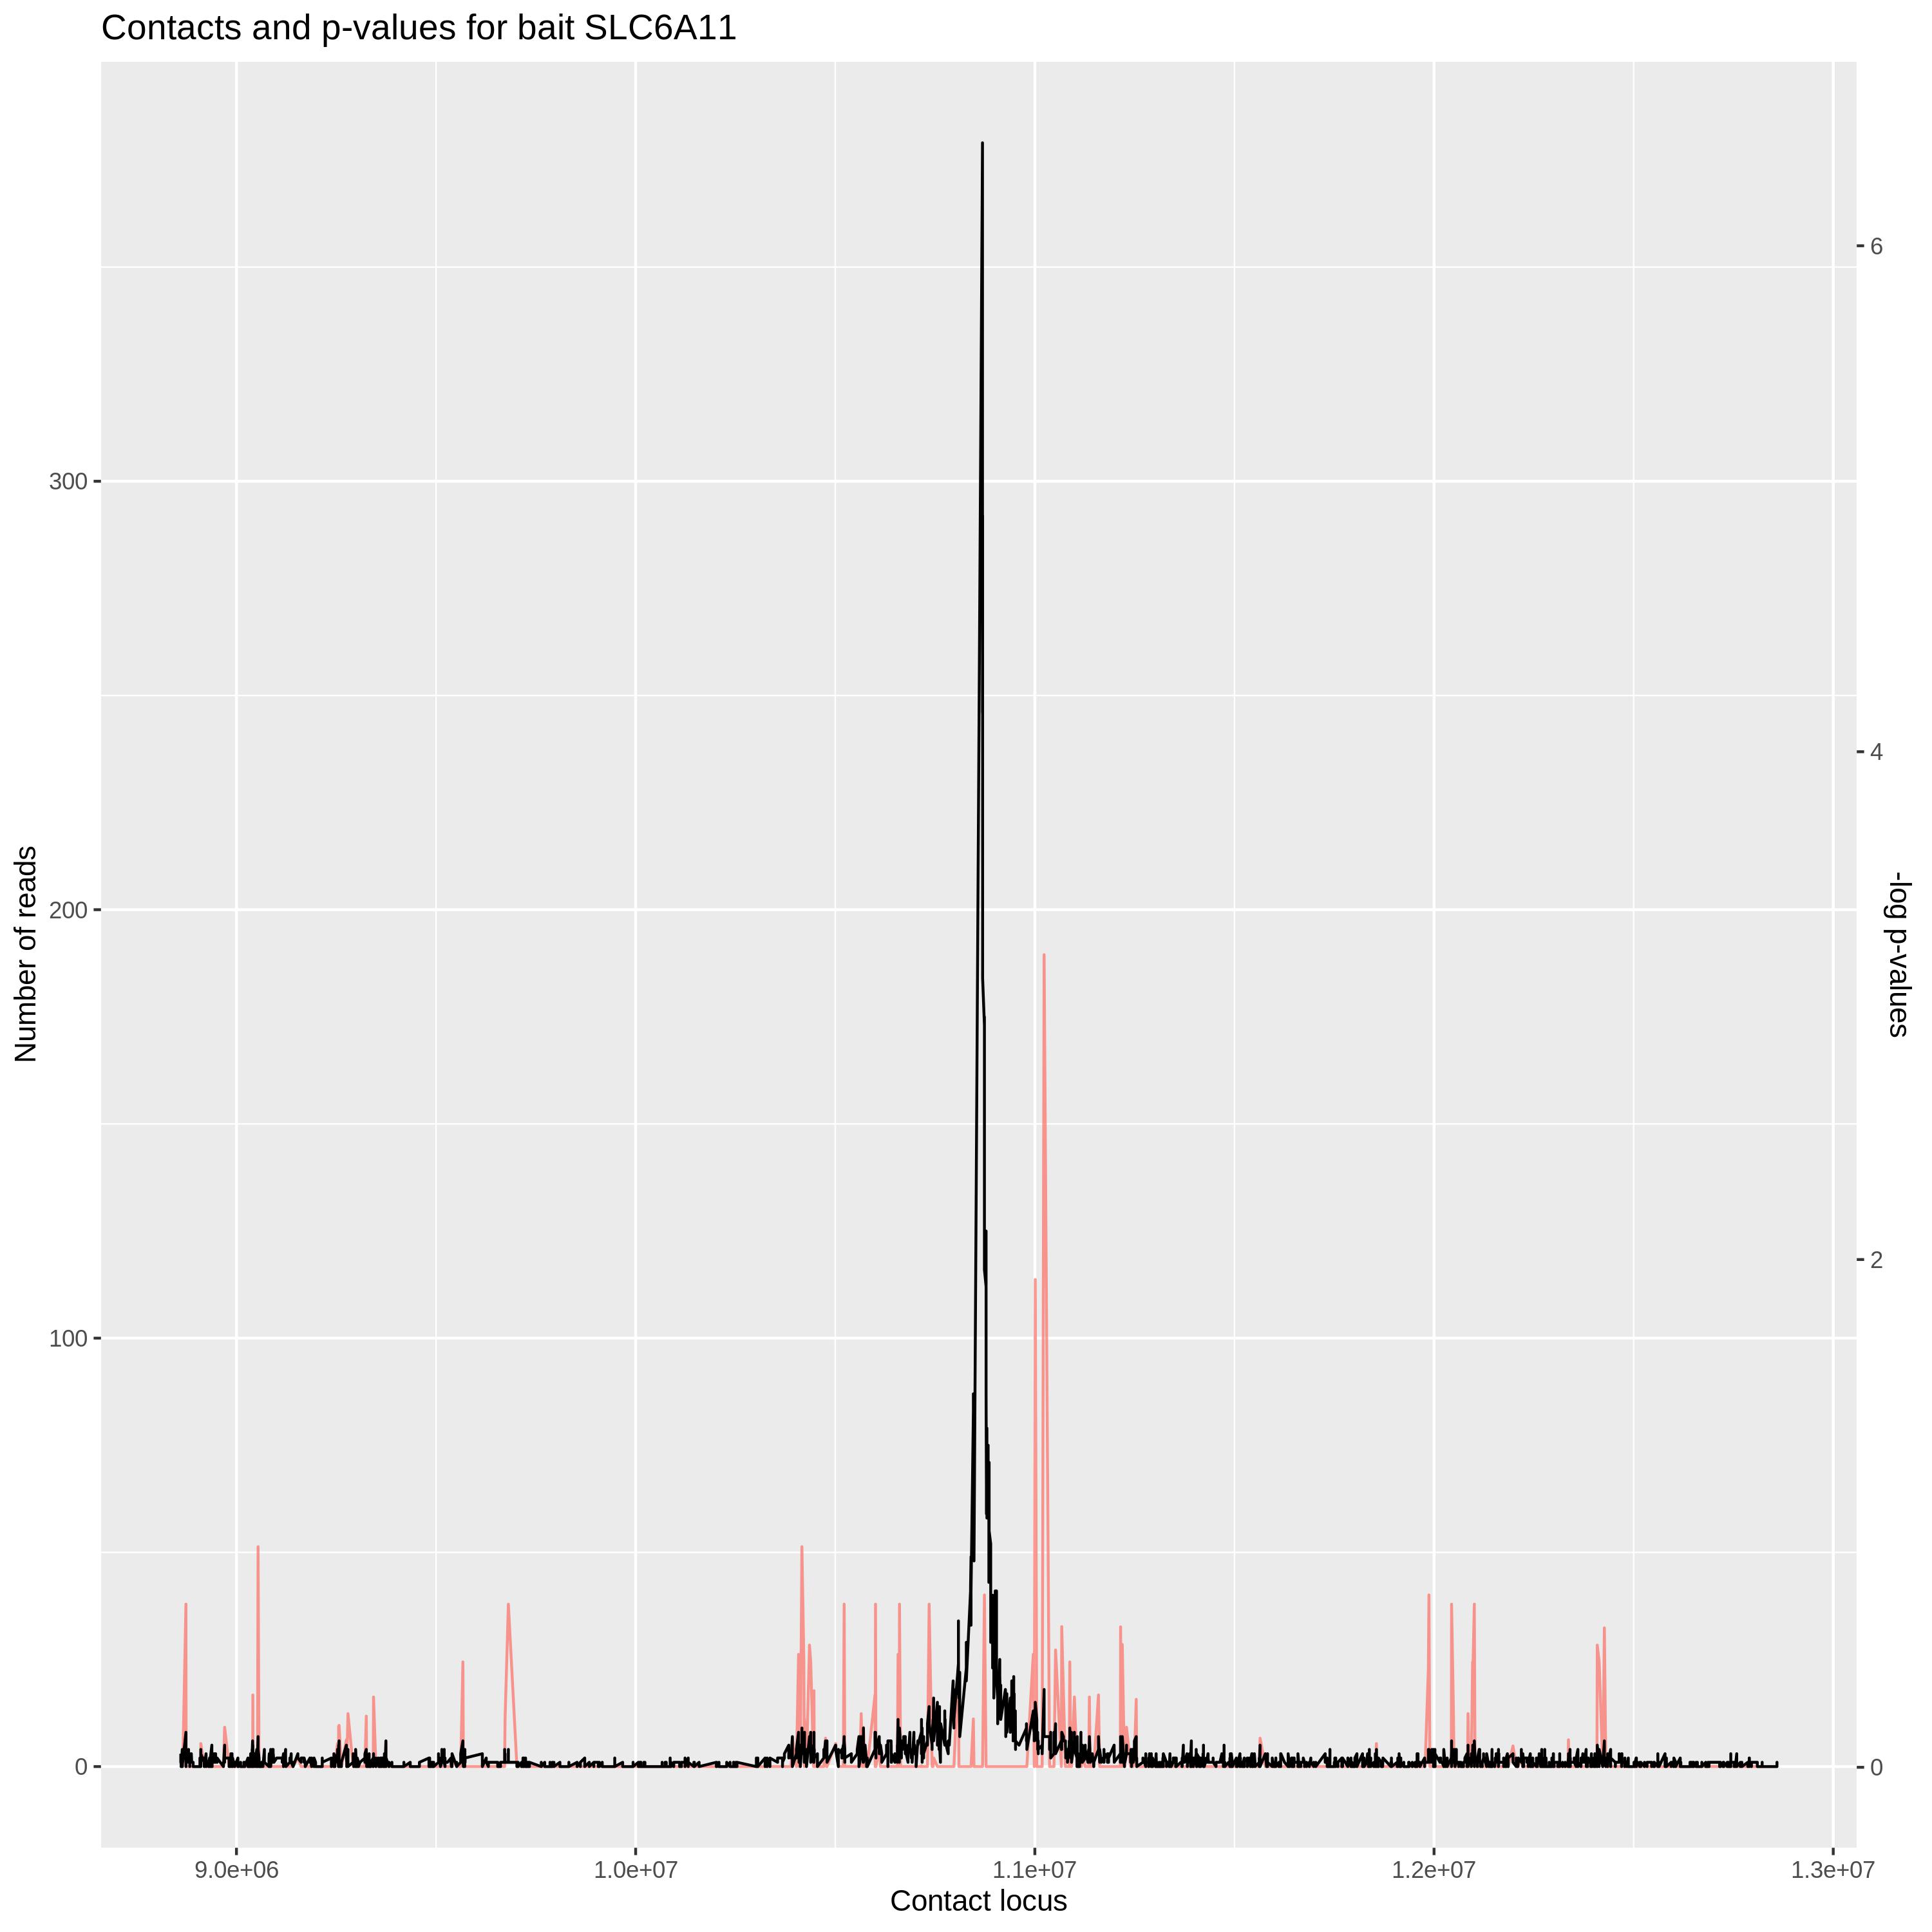 Contacts and p-values for bait SLC6A11
Number of reads
300
200
100
0
6
4
2
0
-log p-values
9.0e+06
1.0e+07
1.1e+07
1.2e+07
1.3e+07
Contact locus